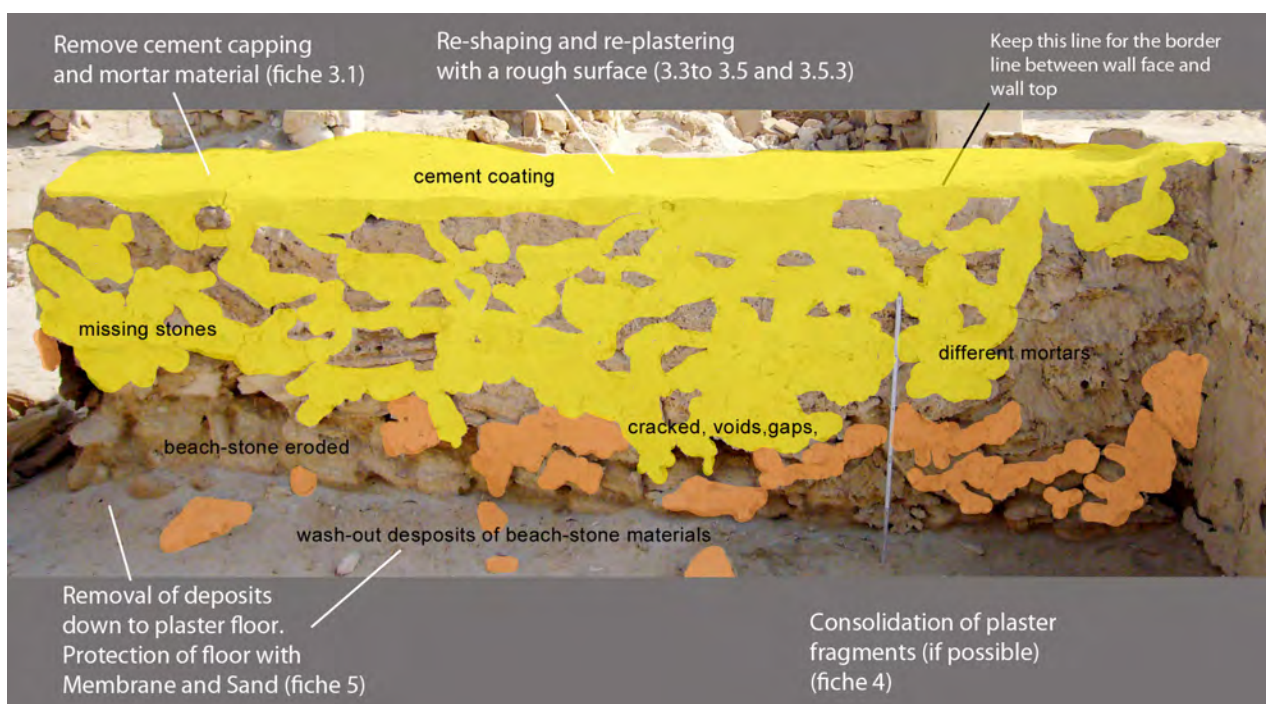 Remove cement capping
and mortar material (fiche 3.1)
Re-shaping and re-plastering
with a rough surface (3.3to 3.5 and 3.5.3)
Keep this line for the border
line between wall face and
wall top
cement coating
missing stones
different mortars
cracked, voids,gaps,
beach-stone eroded
wash-out desposits of beach-stone materials
Removal of deposits
down to plaster floor.
Protection of floor with
Membrane and Sand (fiche 5)
Consolidation of plaster
fragments (if possible)
(fiche 4)